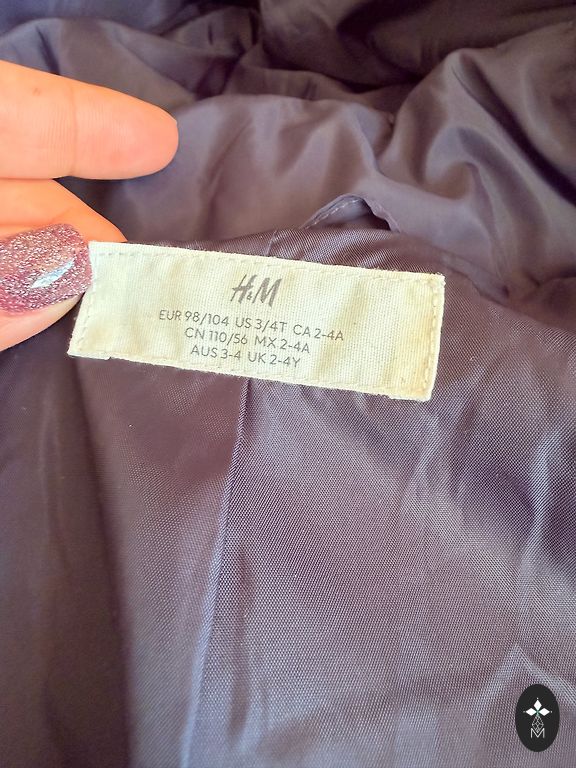 H&M
EUR 98/104 US 3/4T CA 2-4A
CN 110/56 MX 2-4A
AUS 3-4 UK 2-4Y
M